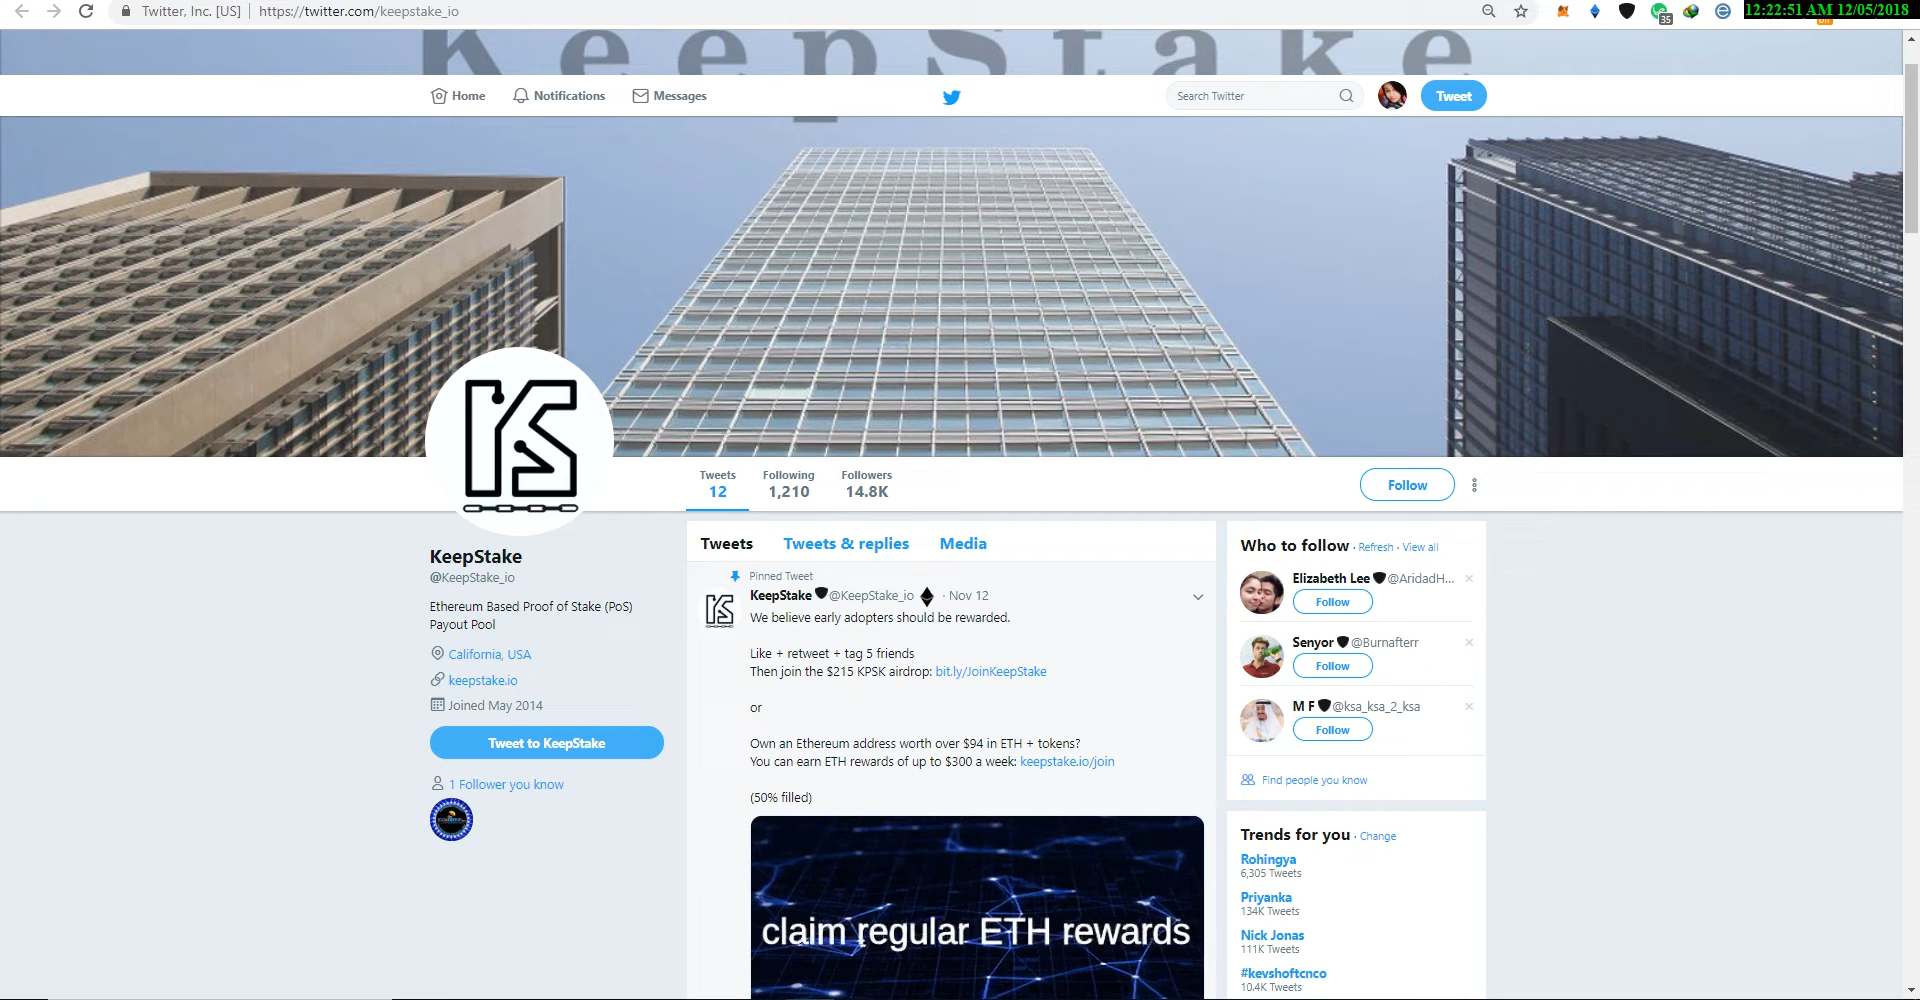 Twitter, Inc. [US]
https://twitter.com/keepstake_io
35
12:22:51 AM 12/05/2018
KeepStake
Home
Notifications
Messages
Search Twitter
Tweet
KS
Tweets
12
Following
1,210
Followers
14.8K
Follow
KeepStake
@KeepStake_io
Ethereum Based Proof of Stake (PoS)
Payout Pool
California, USA
keepstake.io
Joined May 2014
Tweet to KeepStake
1 Follower you know
Tweets
Tweets & replies
Media
Pinned Tweet
KeepStake @KeepStake_io · Nov 12
We believe early adopters should be rewarded.
Like + retweet + tag 5 friends
Then join the $215 KPSK airdrop: bit.ly/JoinKeepStake
or
Own an Ethereum address worth over $94 in ETH + tokens?
You can earn ETH rewards of up to $300 a week: keepstake.io/join
(50% filled)
claim regular ETH rewards
Who to follow · Refresh · View all
Elizabeth Lee @AridadH...
Follow
Senyor @Burnafterr
Follow
M F @ksa_ksa_2_ksa
Follow
Find people you know
Trends for you · Change
Rohingya
6,305 Tweets
Priyanka
134K Tweets
Nick Jonas
111K Tweets
#kevshoftcnco
10.4K Tweets